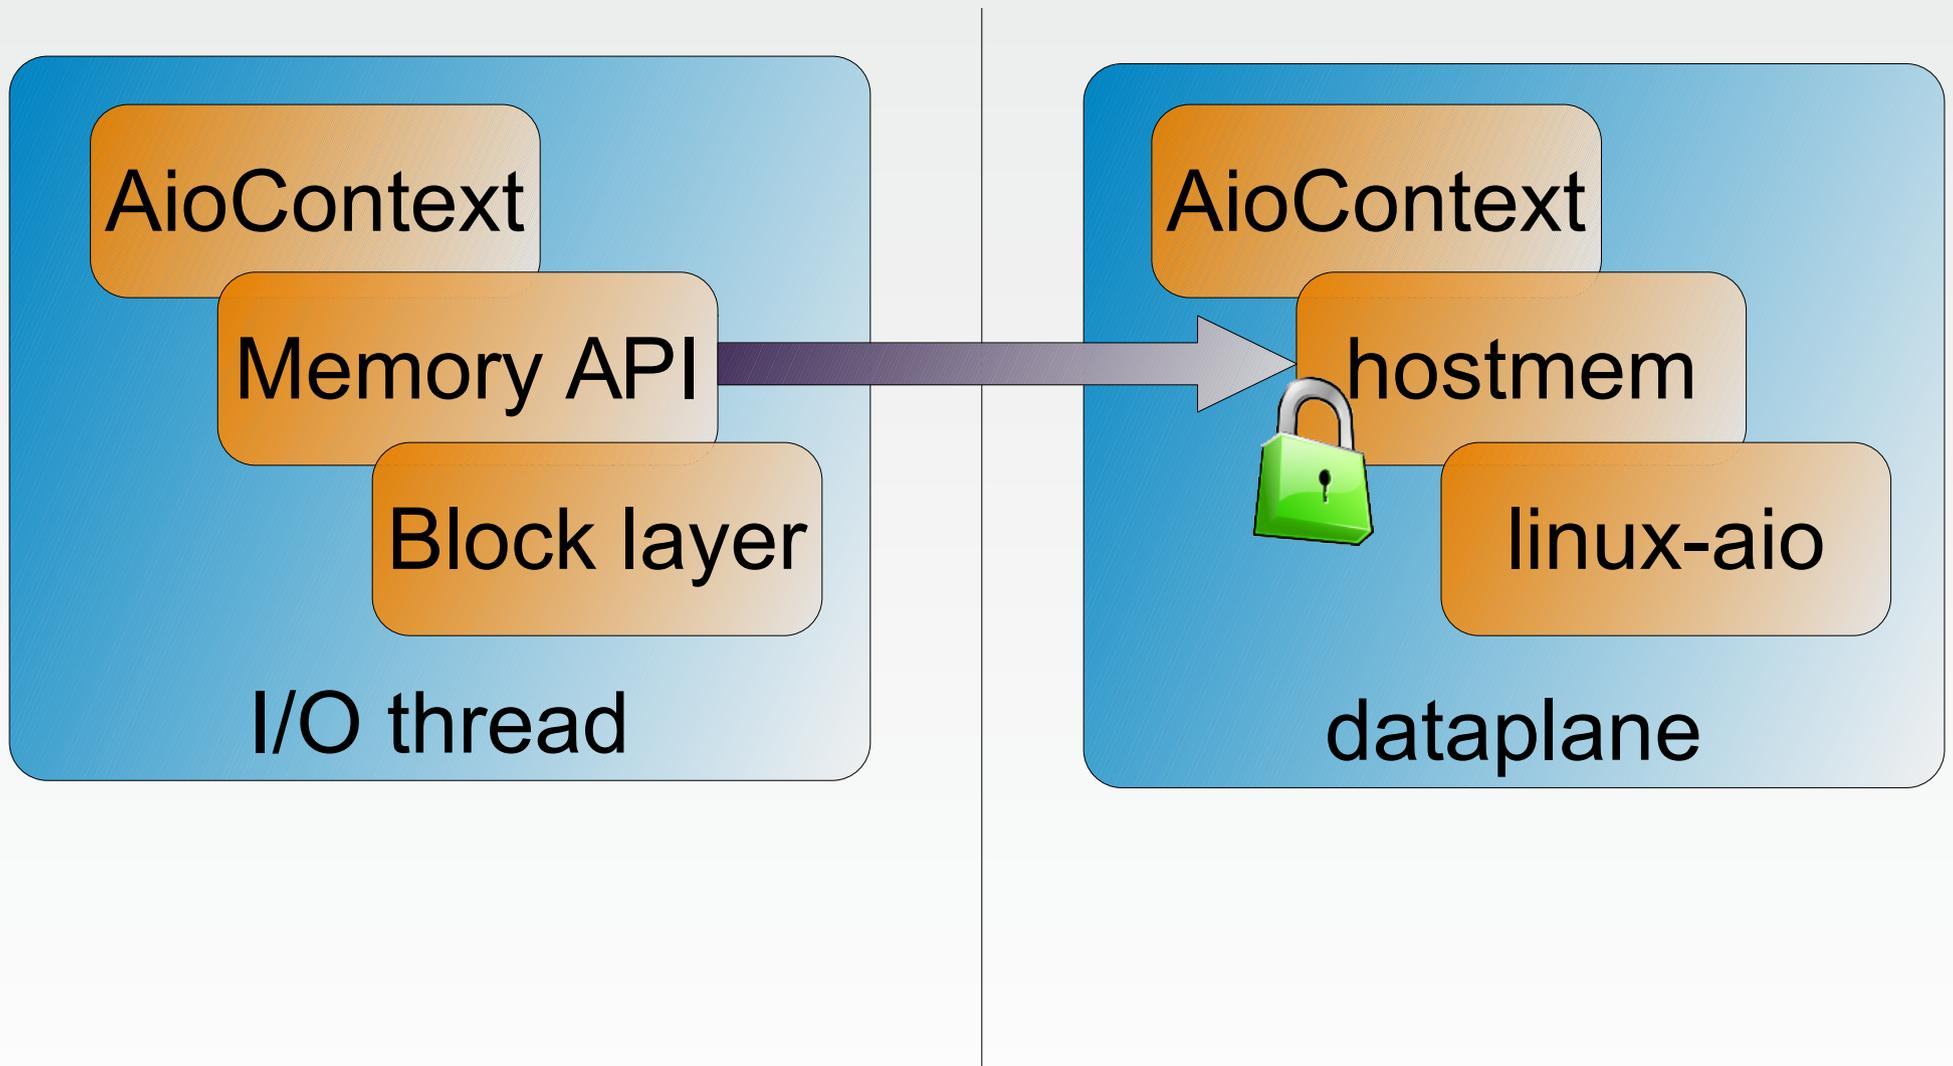 AioContext
Memory API
Block layer
I/O thread
AioContext
hostmem
linux-aio
dataplane